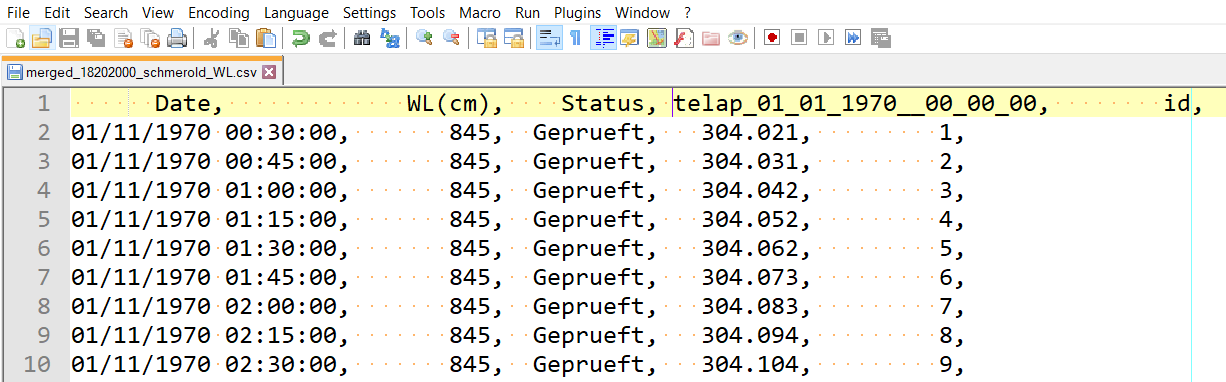 File Edit Search View Encoding Language Settings Tools Macro Run Plugins Window ?
merged_18202000_schmerold_WL.csv
1 Date, WL(cm), Status, telap_01_01_1970__00_00_00, id,
2 01/11/1970 00:30:00, 845, Geprueft, 304.021, 1,
3 01/11/1970 00:45:00, 845, Geprueft, 304.031, 2,
4 01/11/1970 01:00:00, 845, Geprueft, 304.042, 3,
5 01/11/1970 01:15:00, 845, Geprueft, 304.052, 4,
6 01/11/1970 01:30:00, 845, Geprueft, 304.062, 5,
7 01/11/1970 01:45:00, 845, Geprueft, 304.073, 6,
8 01/11/1970 02:00:00, 845, Geprueft, 304.083, 7,
9 01/11/1970 02:15:00, 845, Geprueft, 304.094, 8,
10 01/11/1970 02:30:00, 845, Geprueft, 304.104, 9,